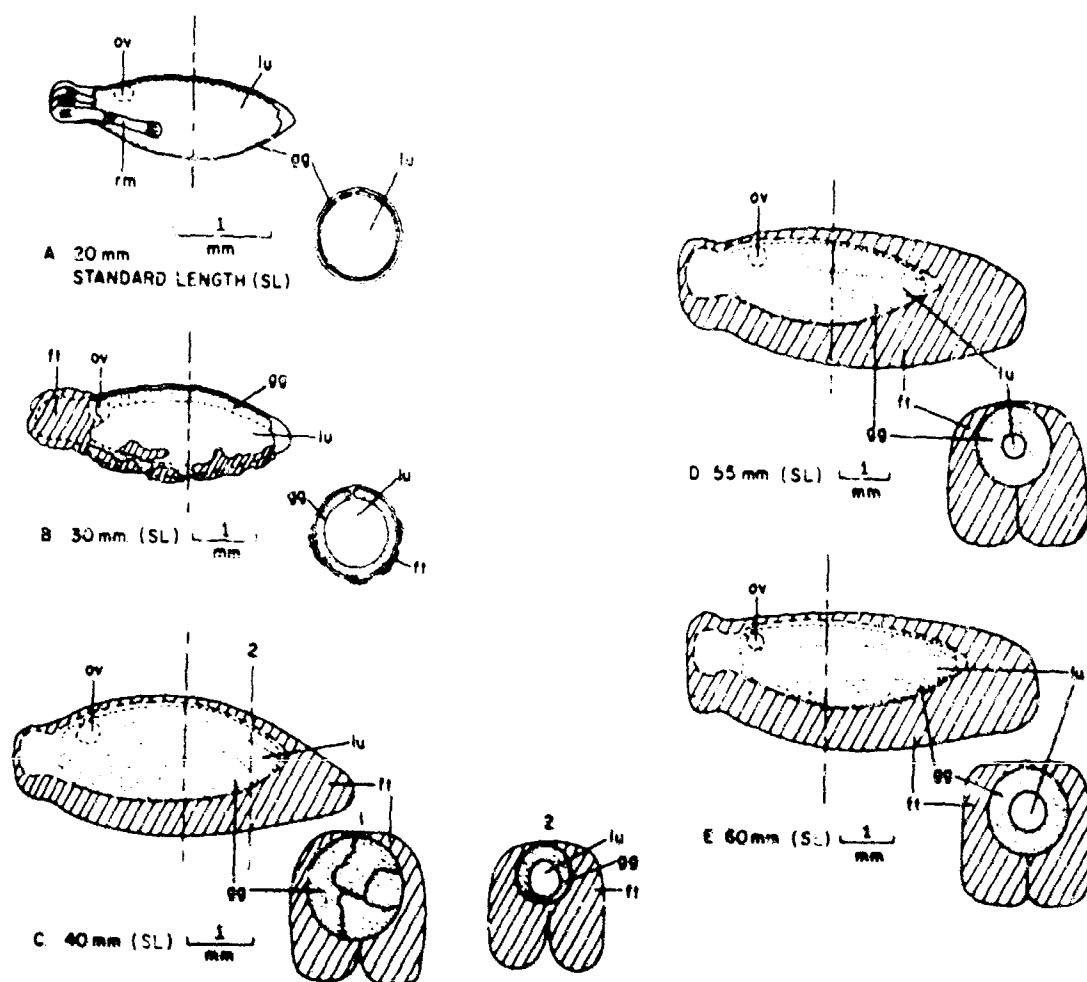 ov
lu
rm
gg
lu
1
mm
A 20 mm
STANDARD LENGTH (SL)
ft
ov
gg
lu
lu
gg
ft
B 30 mm (SL) 1
mm
2
ov
lu
ft
1
2
lu
gg
gg
ft
C 40 mm (SL) 1
mm
ov
lu
ft
ft
gg
D 55 mm (SL) 1
mm
ov
lu
gg
ft
E 60 mm (SL) 1
mm